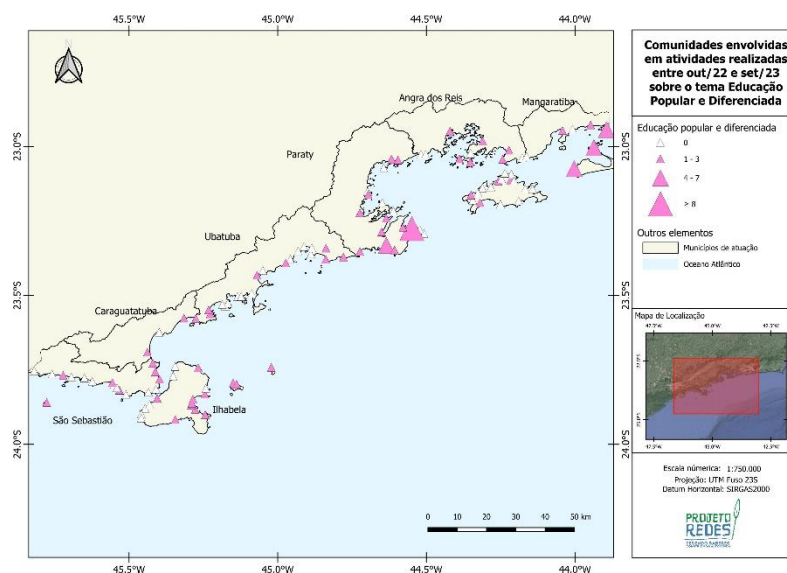 45.5°W 45.0°W 44.5°W 44.0°W
Angra dos Reis
Mangaratiba
Paraty
Ubatuba
Caraguatatuba
São Sebastião
Ilhabela
23.0°S 23.0°S
23.5°S 23.5°S
24.0°S 24.0°S
0 10 20 30 40 50 km
45.5°W 45.0°W 44.5°W 44.0°W
Comunidades envolvidas
em atividades realizadas
entre out/22 e set/23
sobre o tema Educação
Popular e Diferenciada
Educação popular e diferenciada
0
1 - 3
4 - 7
> 8
Outros elementos
Municípios de atuação
Oceano Atlântico
Mapa de Localização
Escala númerica: 1:750.000
Projeção: UTM Fuso 23S
Datum Horizontal: SIRGAS2000
PROJETO
REDES